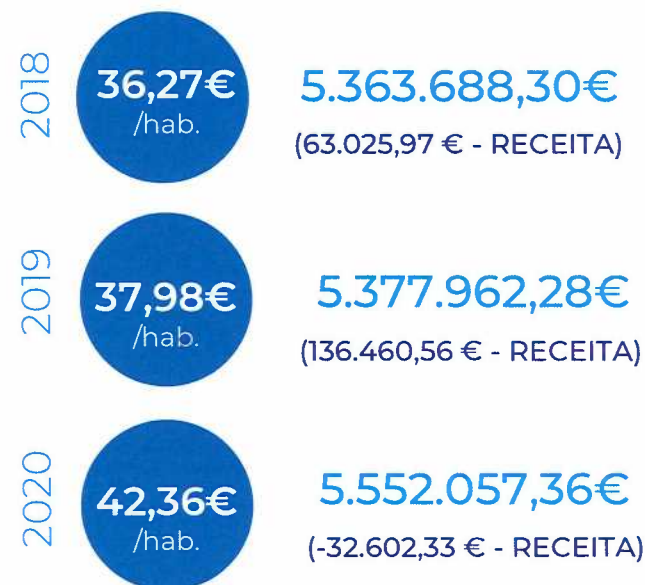 2018
36,27€
/hab.
5.363.688,30€
(63.025,97 € - RECEITA)
2019
37,98€
/hab.
5.377.962,28€
(136.460,56 € - RECEITA)
2020
42,36€
/hab.
5.552.057,36€
(-32.602,33 € - RECEITA)